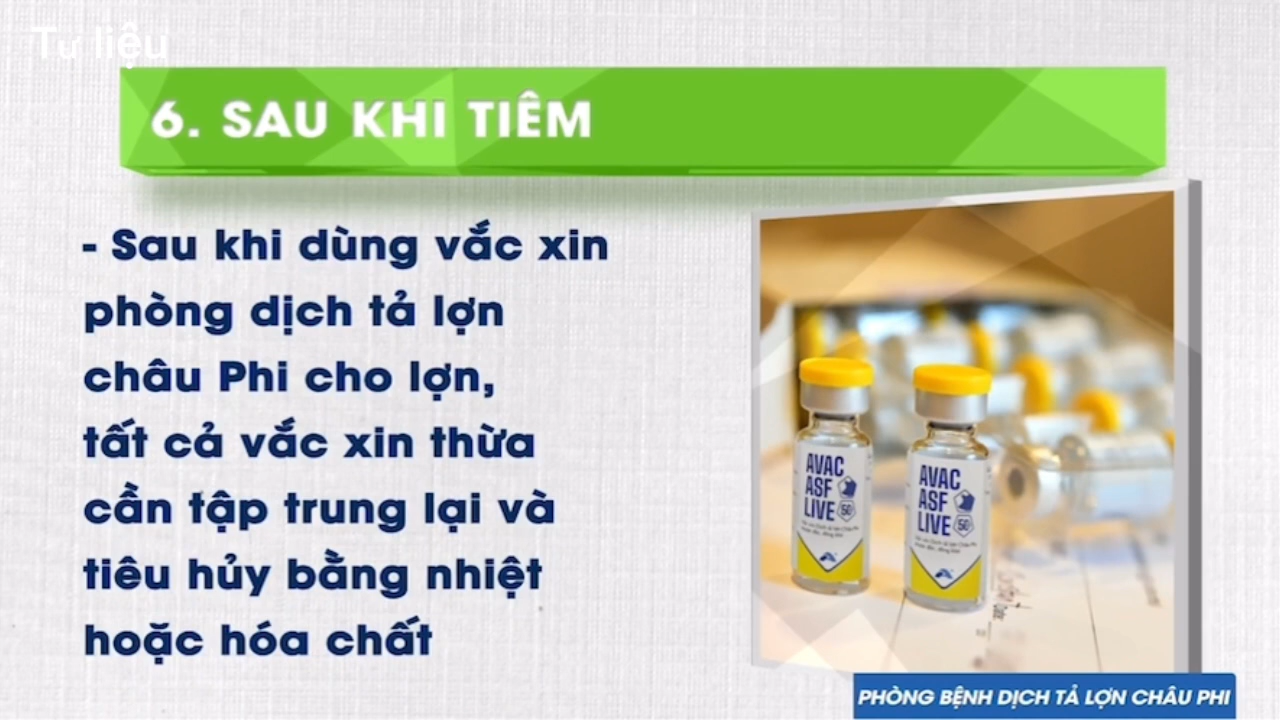 Tư liệu
6. SAU KHI TIÊM
- Sau khi dùng vắc xin
phòng dịch tả lợn
châu Phi cho lợn,
tất cả vắc xin thừa
cần tập trung lại và
tiêu hủy bằng nhiệt
hoặc hóa chất
AVAC
ASF
LIVE
50
AVAC
ASF
LIVE
50
PHÒNG BỆNH DỊCH TẢ LỢN CHÂU PHI